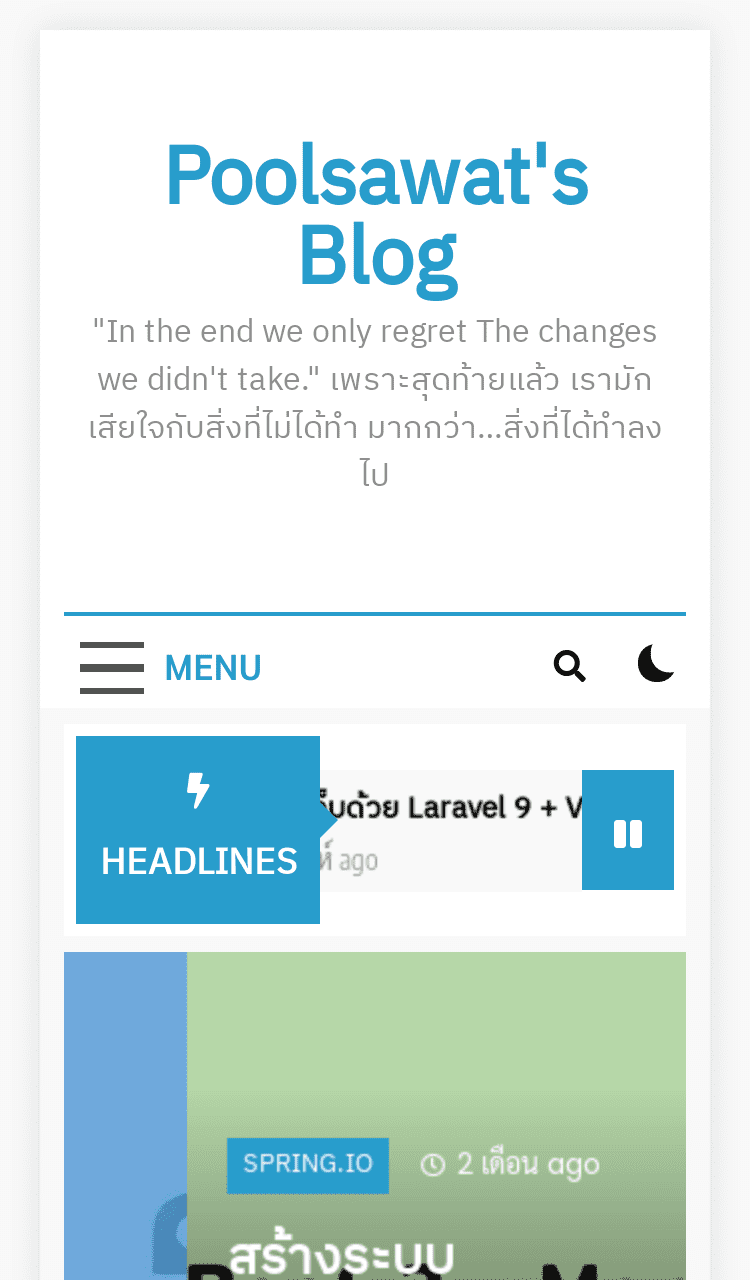 Poolsawat's
Blog
"In the end we only regret The changes
we didn't take." เพราะสุดท้ายแล้ว เรามัก
เสียใจกับสิ่งที่ไม่ได้ทำ มากกว่า...สิ่งที่ได้ทำลง
ไป
MENU
HEADLINES
ด้วย Laravel 9 + V
ago
SPRING.IO
2 เดือน ago
สร้างระบบ